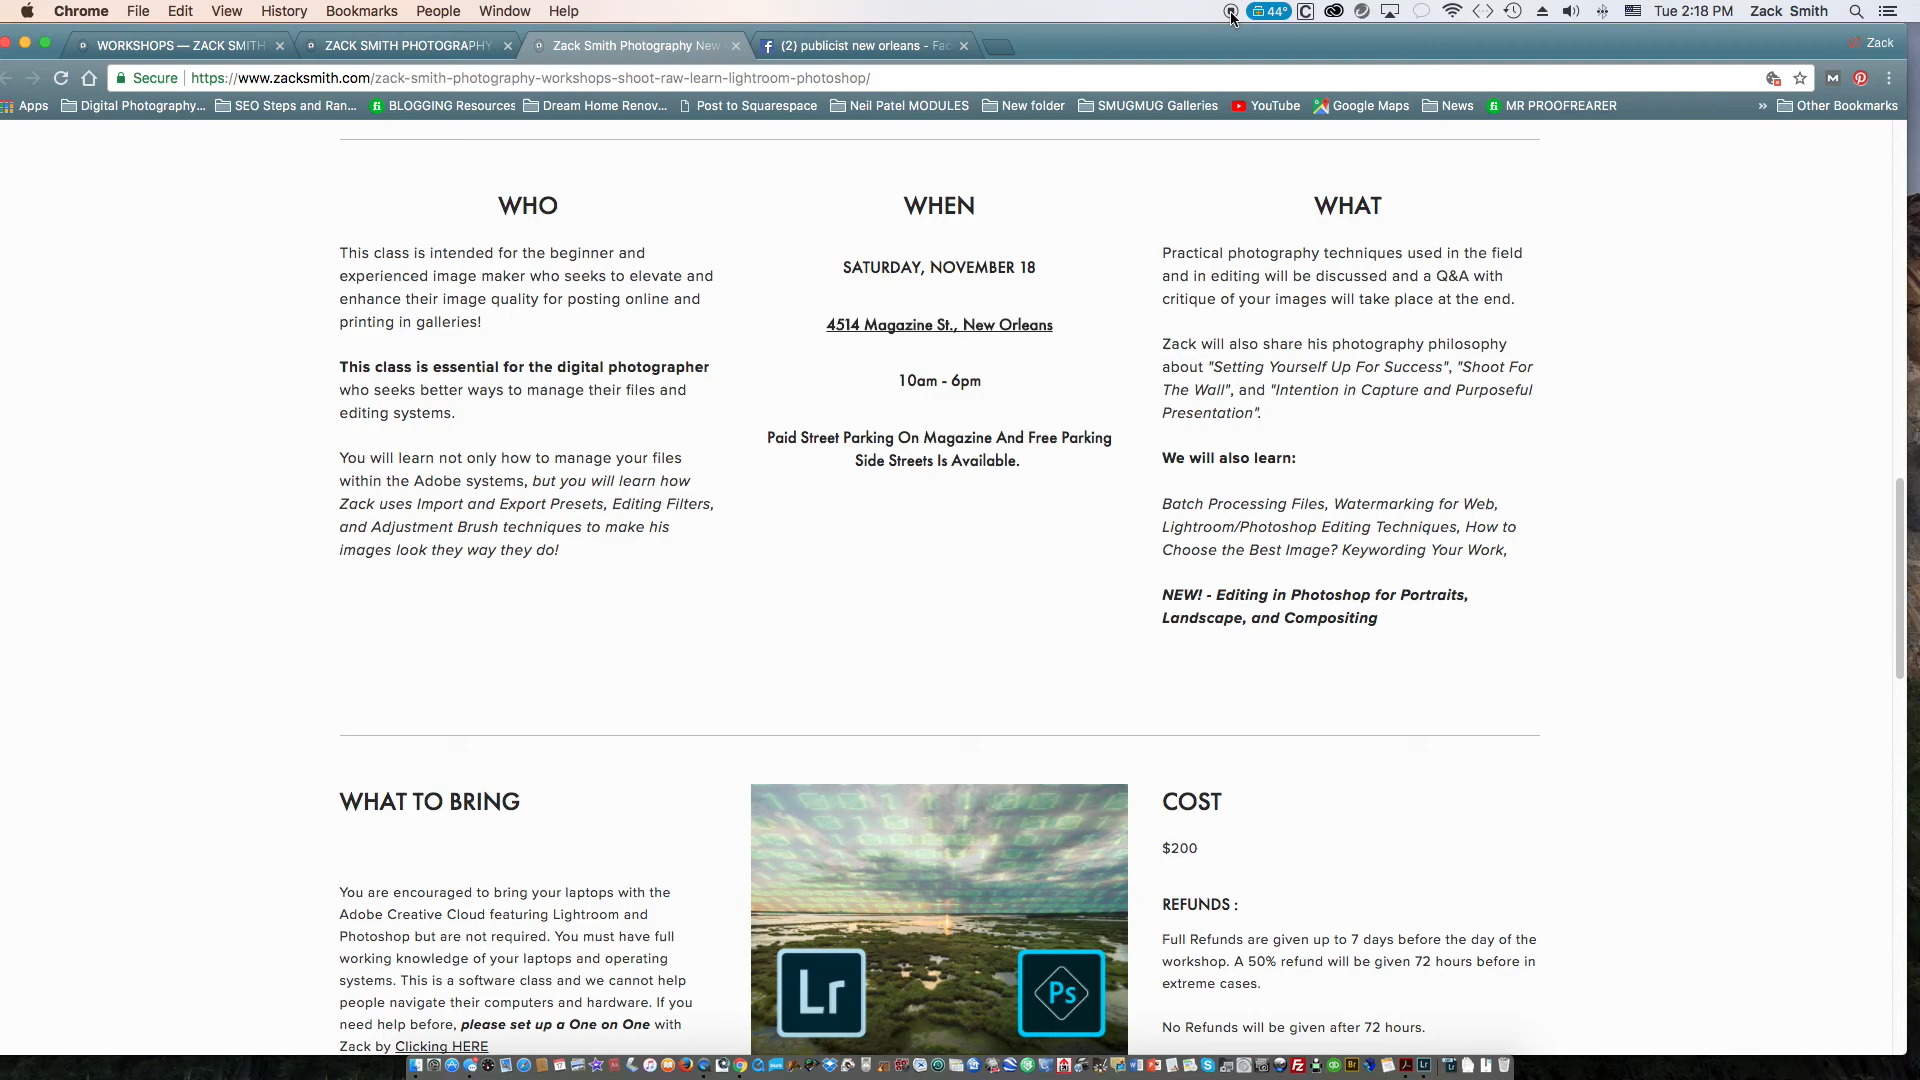 Chrome File Edit View History Bookmarks People Window Help 44° Tue 2:18 PM Zack Smith
WORKSHOPS — ZACK SMITH ZACK SMITH PHOTOGRAPHY Zack Smith Photography New (2) publicist new orleans - Fac Zack
Secure https://www.zacksmith.com/zack-smith-photography-workshops-shoot-raw-learn-lightroom-photoshop/
Apps Digital Photography... SEO Steps and Ran... BLOGGING Resources Dream Home Renov... Post to Squarespace Neil Patel MODULES New folder SMUGMUG Galleries YouTube Google Maps News MR PROOFREARER » Other Bookmarks
WHO
This class is intended for the beginner and
experienced image maker who seeks to elevate and
enhance their image quality for posting online and
printing in galleries!
This class is essential for the digital photographer
who seeks better ways to manage their files and
editing systems.
You will learn not only how to manage your files
within the Adobe systems, but you will learn how
Zack uses Import and Export Presets, Editing Filters,
and Adjustment Brush techniques to make his
images look they way they do!
WHEN
SATURDAY, NOVEMBER 18
4514 Magazine St., New Orleans
10am - 6pm
Paid Street Parking On Magazine And Free Parking
Side Streets Is Available.
WHAT
Practical photography techniques used in the field
and in editing will be discussed and a Q&A with
critique of your images will take place at the end.
Zack will also share his photography philosophy
about "Setting Yourself Up For Success", "Shoot For
The Wall", and "Intention in Capture and Purposeful
Presentation".
We will also learn:
Batch Processing Files, Watermarking for Web,
Lightroom/Photoshop Editing Techniques, How to
Choose the Best Image? Keywording Your Work,
NEW! - Editing in Photoshop for Portraits,
Landscape, and Compositing
WHAT TO BRING
You are encouraged to bring your laptops with the
Adobe Creative Cloud featuring Lightroom and
Photoshop but are not required. You must have full
working knowledge of your laptops and operating
systems. This is a software class and we cannot help
people navigate their computers and hardware. If you
need help before, please set up a One on One with
Zack by Clicking HERE
Lr Ps
COST
$200
REFUNDS :
Full Refunds are given up to 7 days before the day of the
workshop. A 50% refund will be given 72 hours before in
extreme cases.
No Refunds will be given after 72 hours.